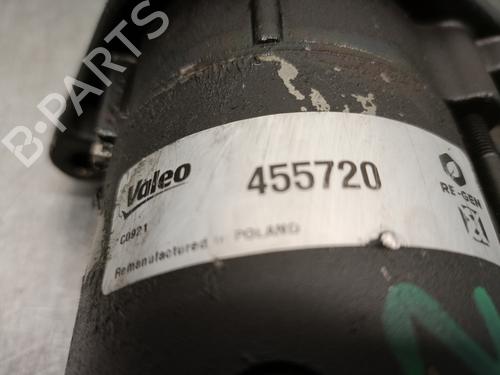 Valeo
455720
RE-GEN
C0921
Remanufactured in POLAND
B-PARTS